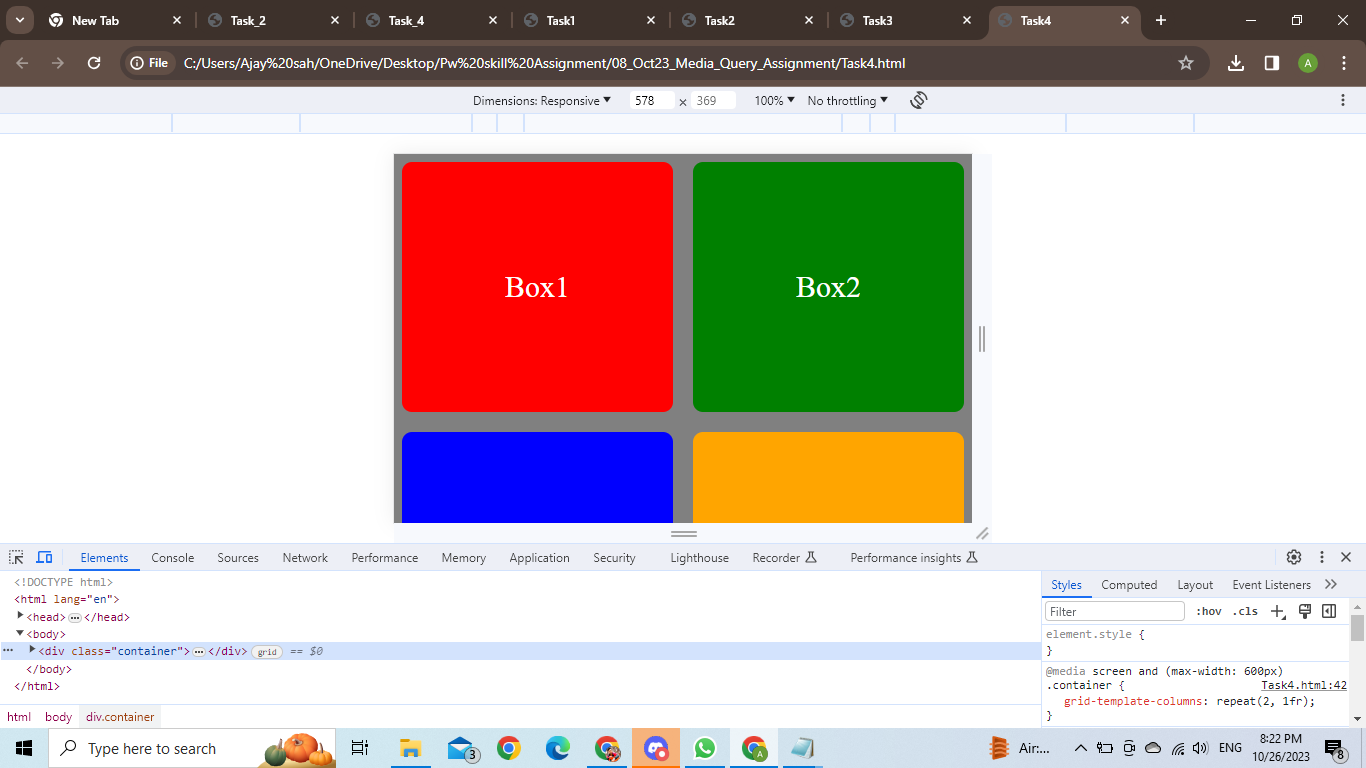 New Tab
Task_2
Task_4
Task1
Task2
Task3
Task4
File C:/Users/Ajay%20sah/OneDrive/Desktop/Pw%20skill%20Assignment/08_Oct23_Media_Query_Assignment/Task4.html
A
Dimensions: Responsive 578 × 369 100% No throttling
Box1
Box2
Elements Console Sources Network Performance Memory Application Security Lighthouse Recorder Performance insights
<!DOCTYPE html>
<html lang="en">
<head>…</head>
<body>
… <div class="container">…</div> grid == $0
</body>
</html>
html body div.container
Styles Computed Layout Event Listeners
Filter :hov .cls
element.style {
}
@media screen and (max-width: 600px)
.container { Task4.html:42
grid-template-columns: repeat(2, 1fr);
}
Type here to search
3
A
Air:...
ENG
8:22 PM
10/26/2023
8